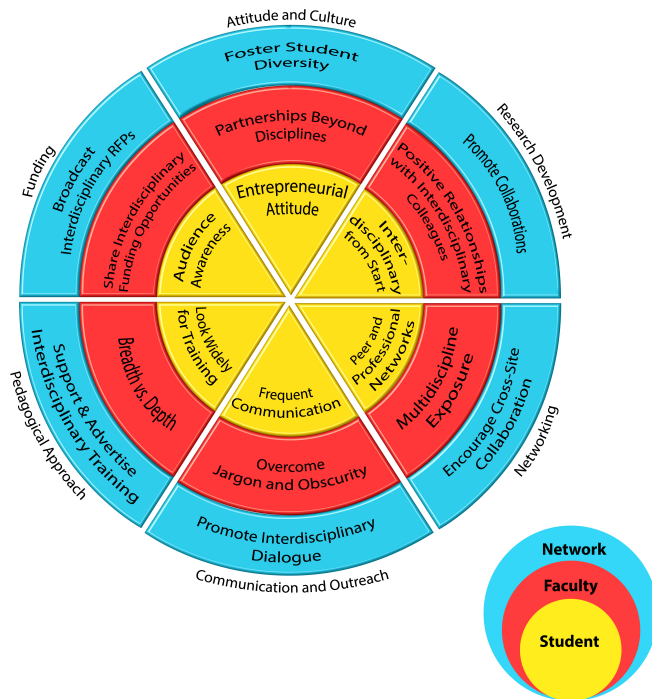 Attitude and Culture
Foster Student
Diversity
Partnerships Beyond
Disciplines
Entrepreneurial
Attitude
Research Development
Promote Collaborations
Positive Relationships
with Interdisciplinary
Colleagues
Inter-
disciplinary
from Start
Networking
Encourage Cross-Site
Collaboration
Multidiscipline
Exposure
Peer and
Professional
Networks
Communication and Outreach
Promote Interdisciplinary
Dialogue
Overcome
Jargon and Obscurity
Frequent
Communication
Pedagogical Approach
Support & Advertise
Interdisciplinary Training
Breadth vs. Depth
Look Widely
for Training
Funding
Broadcast
Interdisciplinary RFPs
Share Interdisciplinary
Funding Opportunities
Audience
Awareness
Network
Faculty
Student